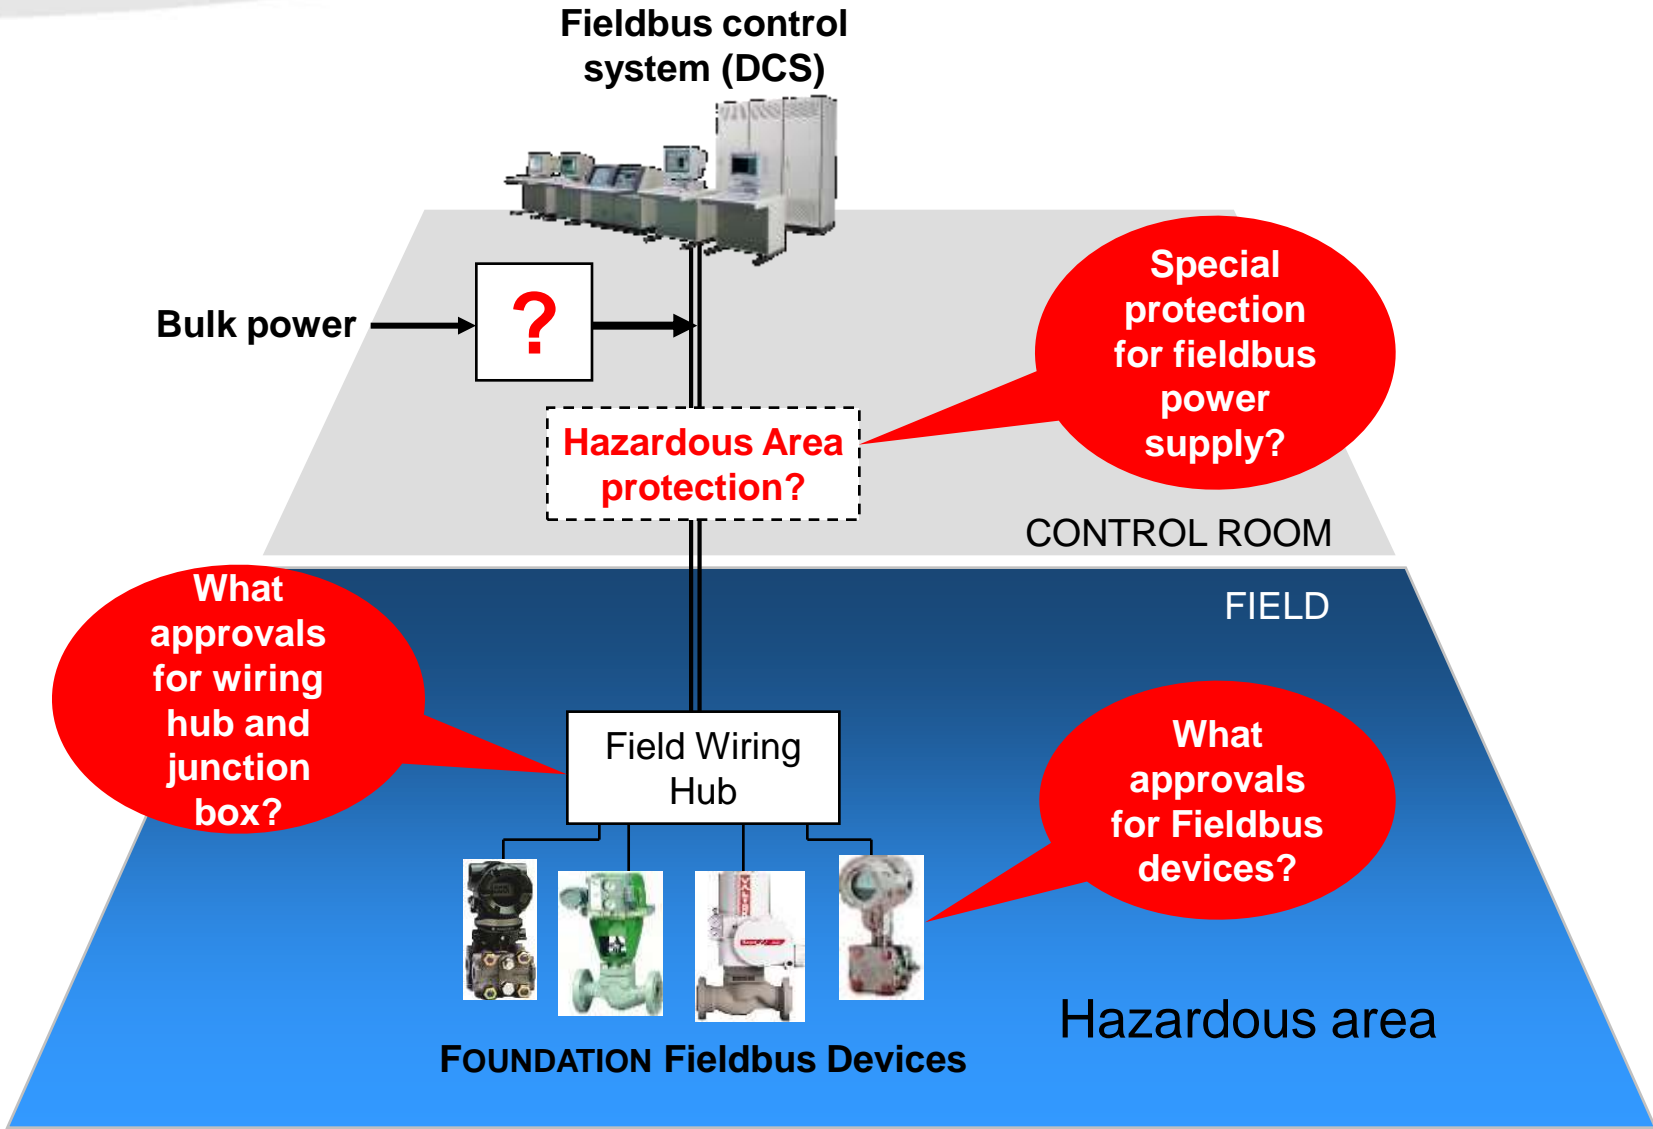 Fieldbus control
system (DCS)
Bulk power
?
Special
protection
for fieldbus
power
supply?
Hazardous Area
protection?
CONTROL ROOM
FIELD
What
approvals
for wiring
hub and
junction
box?
Field Wiring
Hub
What
approvals
for Fieldbus
devices?
Hazardous area
FOUNDATION Fieldbus Devices